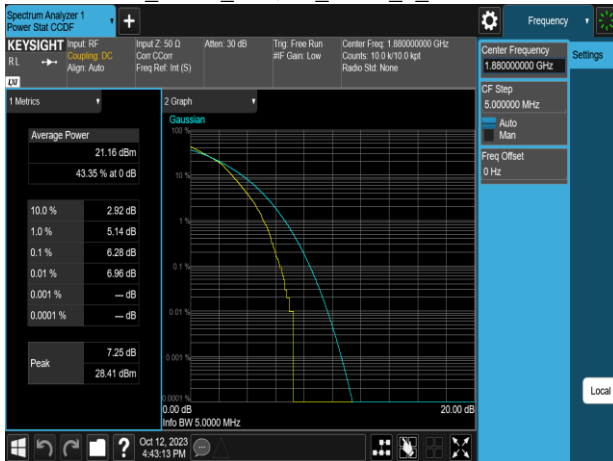 Spectrum Analyzer 1
Power Stat CCDF
+
Frequency
KEYSIGHT
RL
LXI
Input: RF
Coupling: DC
Align: Auto
Input Z: 50 Ω
Corr CCorr
Freq Ref: Int (S)
Atten: 30 dB
Trig: Free Run
#IF Gain: Low
Center Freq: 1.880000000 GHz
Counts: 10.0 k/10.0 kpt
Radio Std: None
Center Frequency
1.880000000 GHz
Settings
CF Step
5.000000 MHz
Auto
Man
Freq Offset
0 Hz
Local
1 Metrics
Average Power
21.16 dBm
43.35 % at 0 dB
10.0 % 2.92 dB
1.0 % 5.14 dB
0.1 % 6.28 dB
0.01 % 6.96 dB
0.001 % --- dB
0.0001 % --- dB
Peak
7.25 dB
28.41 dBm
2 Graph
Gaussian
100 %
10 %
1 %
0.1 %
0.01 %
0.001 %
0.0001 %
0.00 dB 20.00 dB
Info BW 5.0000 MHz
?
Oct 12, 2023
4:43:13 PM